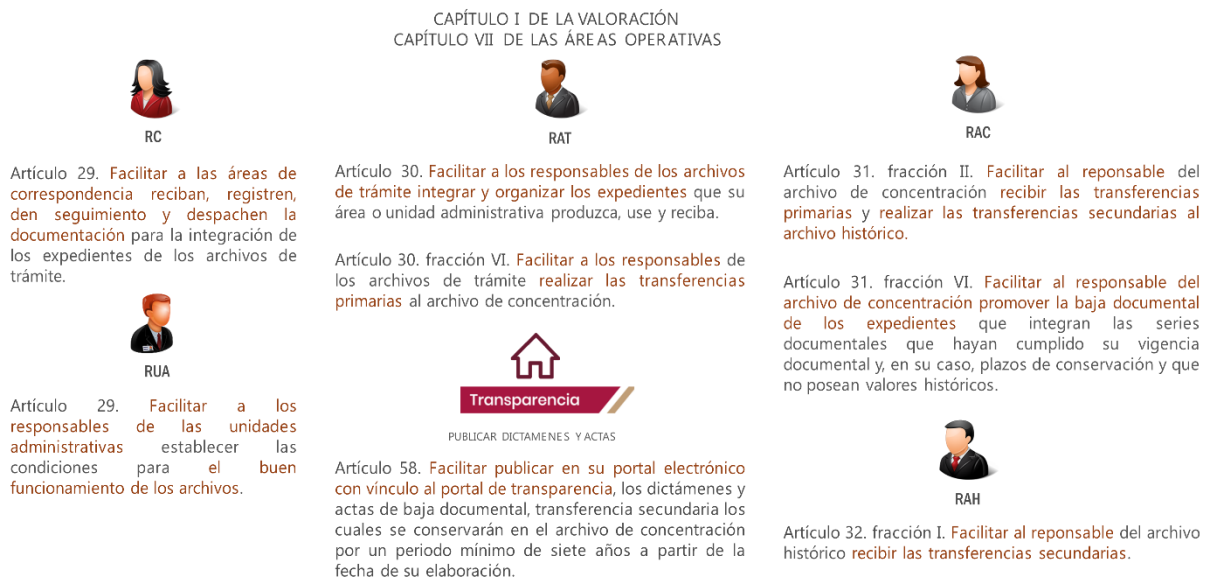 CAPÍTULO I DE LA VALORACIÓN
CAPÍTULO VII DE LAS ÁREAS OPERATIVAS
RC
Artículo 29. Facilitar a las áreas de
correspondencia reciban, registren,
den seguimiento y despachen la
documentación para la integración de
los expedientes de los archivos de
trámite.
RUA
Artículo 29. Facilitar a los
responsables de las unidades
administrativas establecer las
condiciones para el buen
funcionamiento de los archivos.
RAT
Artículo 30. Facilitar a los responsables de los archivos
de trámite integrar y organizar los expedientes que su
área o unidad administrativa produzca, use y reciba.
Artículo 30. fracción VI. Facilitar a los responsables de
los archivos de trámite realizar las transferencias
primarias al archivo de concentración.
Transparencia
PUBLICAR DICTAMENES Y ACTAS
Artículo 58. Facilitar publicar en su portal electrónico
con vínculo al portal de transparencia, los dictámenes y
actas de baja documental, transferencia secundaria los
cuales se conservarán en el archivo de concentración
por un periodo mínimo de siete años a partir de la
fecha de su elaboración.
RAC
Artículo 31. fracción II. Facilitar al reponsable del
archivo de concentración recibir las transferencias
primarias y realizar las transferencias secundarias al
archivo histórico.
Artículo 31. fracción VI. Facilitar al responsable del
archivo de concentración promover la baja documental
de los expedientes que integran las series
documentales que hayan cumplido su vigencia
documental y, en su caso, plazos de conservación y que
no posean valores históricos.
RAH
Artículo 32. fracción I. Facilitar al reponsable del archivo
histórico recibir las transferencias secundarias.